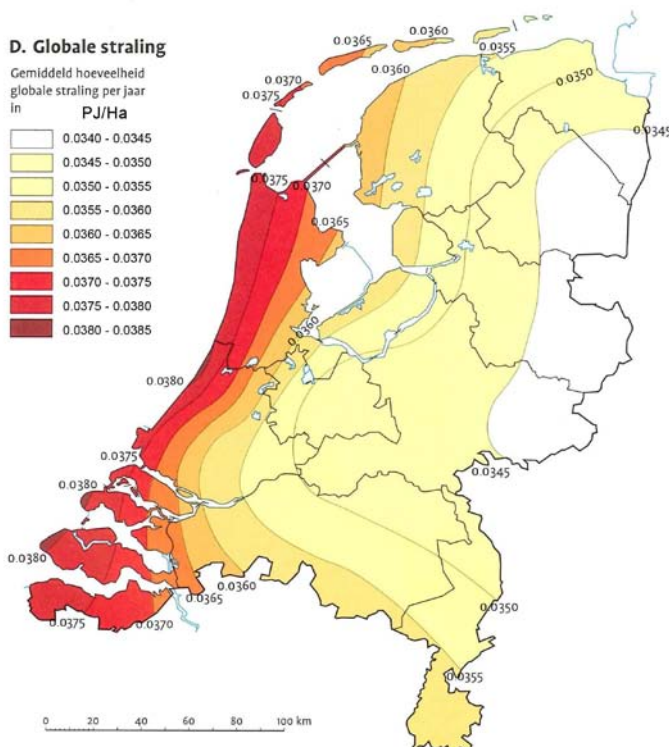 D. Globale straling
Gemiddeld hoeveelheid
globale straling per jaar
in PJ/Ha
0.0340 - 0.0345
0.0345 - 0.0350
0.0350 - 0.0355
0.0355 - 0.0360
0.0360 - 0.0365
0.0365 - 0.0370
0.0370 - 0.0375
0.0375 - 0.0380
0.0380 - 0.0385
0.0365
0.0360
0.0355
0.0370
0.0375
0.0360
0.0350
0.0345
0.0375
0.0370
0.0365
0.0360
0.0380
0.0375
0.0380
0.0380
0.0345
0.0375
0.0370
0.0365
0.0360
0.0350
0.0355
0 20 40 60 80 100 km